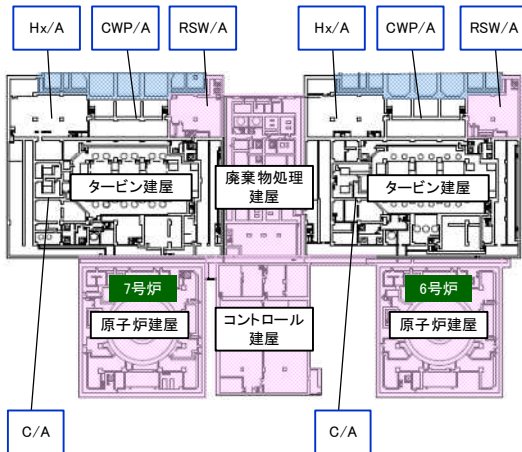 Hx/A
CWP/A
RSW/A
Hx/A
CWP/A
RSW/A
タービン建屋
廃棄物処理
建屋
タービン建屋
7号炉
原子炉建屋
コントロール
建屋
6号炉
原子炉建屋
C/A
C/A